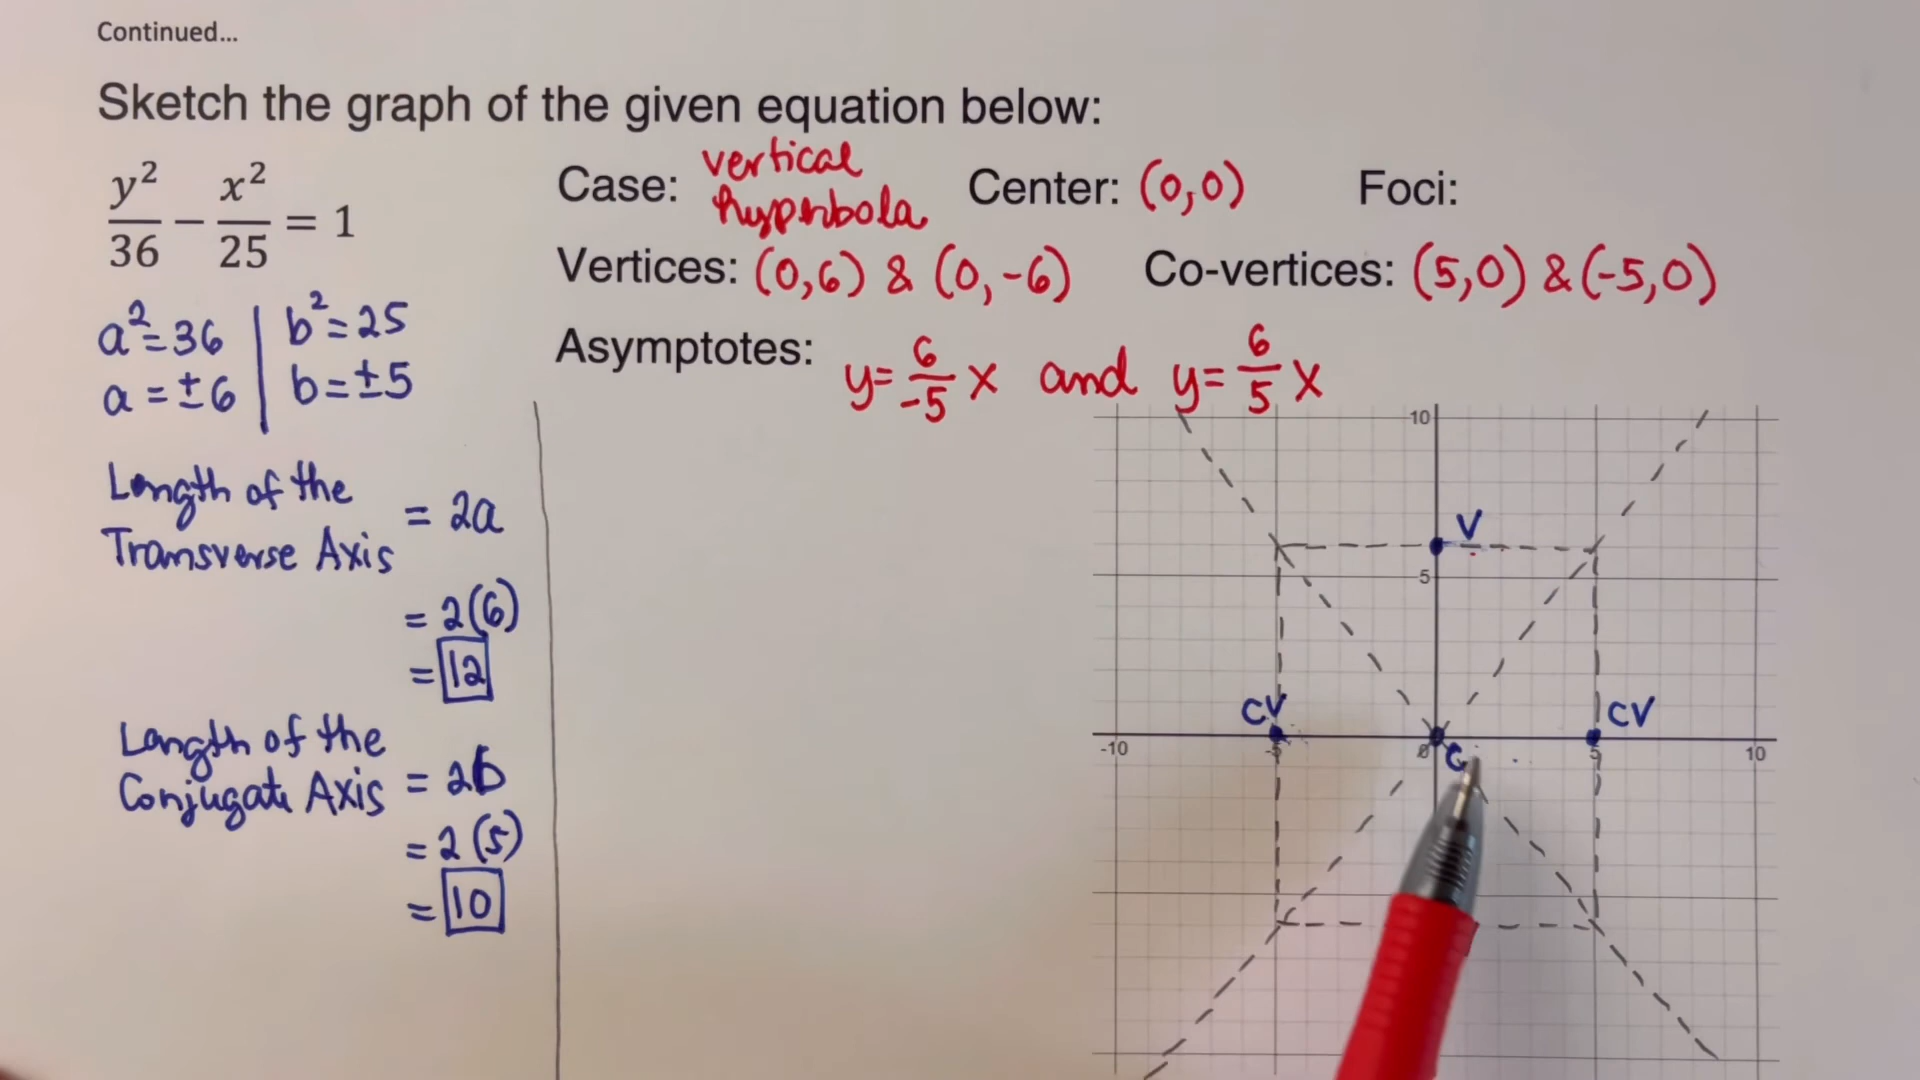 Continued...
Sketch the graph of the given equation below:
y²/36 − x²/25 = 1
Case: vertical hyperbola
Center: (0,0)
Foci:
Vertices: (0,6) & (0,-6)
Co-vertices: (5,0) & (-5,0)
Asymptotes: y = 6/-5 x and y = 6/5 x
a² = 36
a = ±6
b² = 25
b = ±5
Length of the
Transverse Axis = 2a
= 2(6)
= 12
Length of the
Conjugate Axis = 2b
= 2(5)
= 10
10
V
5
CV
CV
-10
-5
0
5
10
C